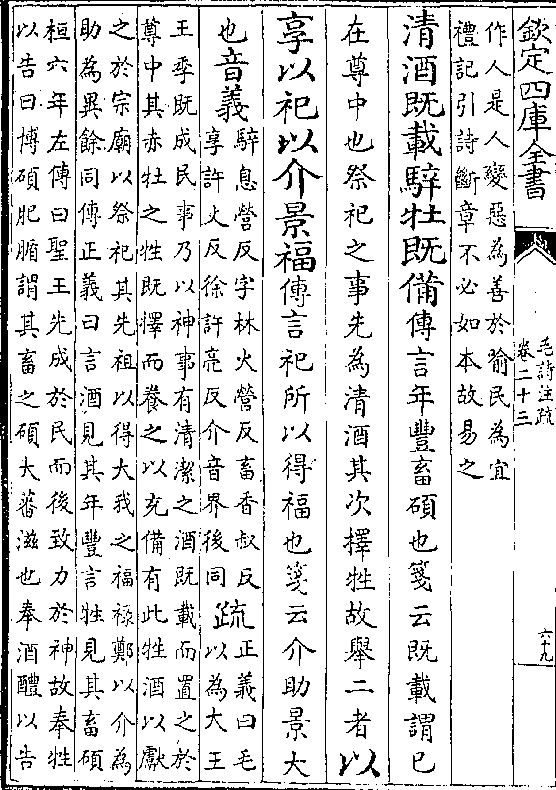 欽定四庫全書
毛詩注疏
卷二十三
六十九
作人是人變惡為善於喻民為宜
禮記引詩斷章不必如本故易之
清酒既載騂牡既備傳言年豐畜碩也箋云既載謂已
在尊中也祭祀之事先為清酒其次擇牲故舉二者以
享以祀以介景福傳言祀所以得福也箋云介助景大
也音義
騂息營反字林火營反畜香叔反
享許丈反徐許亮反介音界後同
疏
正義曰毛
以為大王
王季既成民事乃以神事有清潔之酒既載而置之於
尊中其赤牡之牲既擇而養之以充備有此牲酒以獻
之於宗廟以祭祀其先祖以得大我之福祿鄭以介為
助為異餘同傳正義曰言酒見其年豐言牲見其畜碩
桓六年左傳曰聖王先成於民而後致力於神故奉牲
以告曰博碩肥腯謂其畜之碩大蕃滋也奉酒醴以告